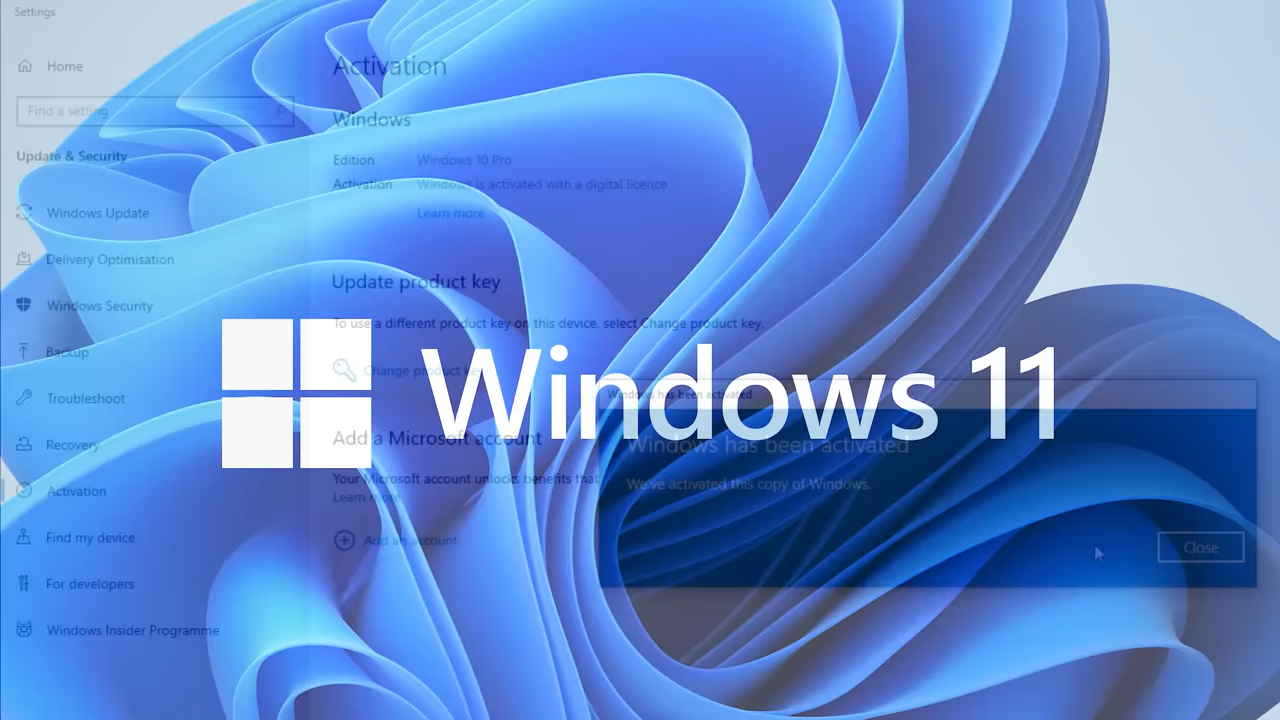 Settings
Home
Find a setting
Update & Security
Windows Update
Delivery Optimisation
Windows Security
Backup
Troubleshoot
Recovery
Activation
Find my device
For developers
Windows Insider Programme
Activation
Windows
Edition Windows 10 Pro
Activation Windows is activated with a digital licence
Learn more
Update product key
To use a different product key on this device, select Change product key.
Change product key
Add a Microsoft account
Your Microsoft account unlocks benefits that
Learn more
Add an account
Windows 11
Windows has been activated
Windows has been activated
We've activated this copy of Windows.
Close